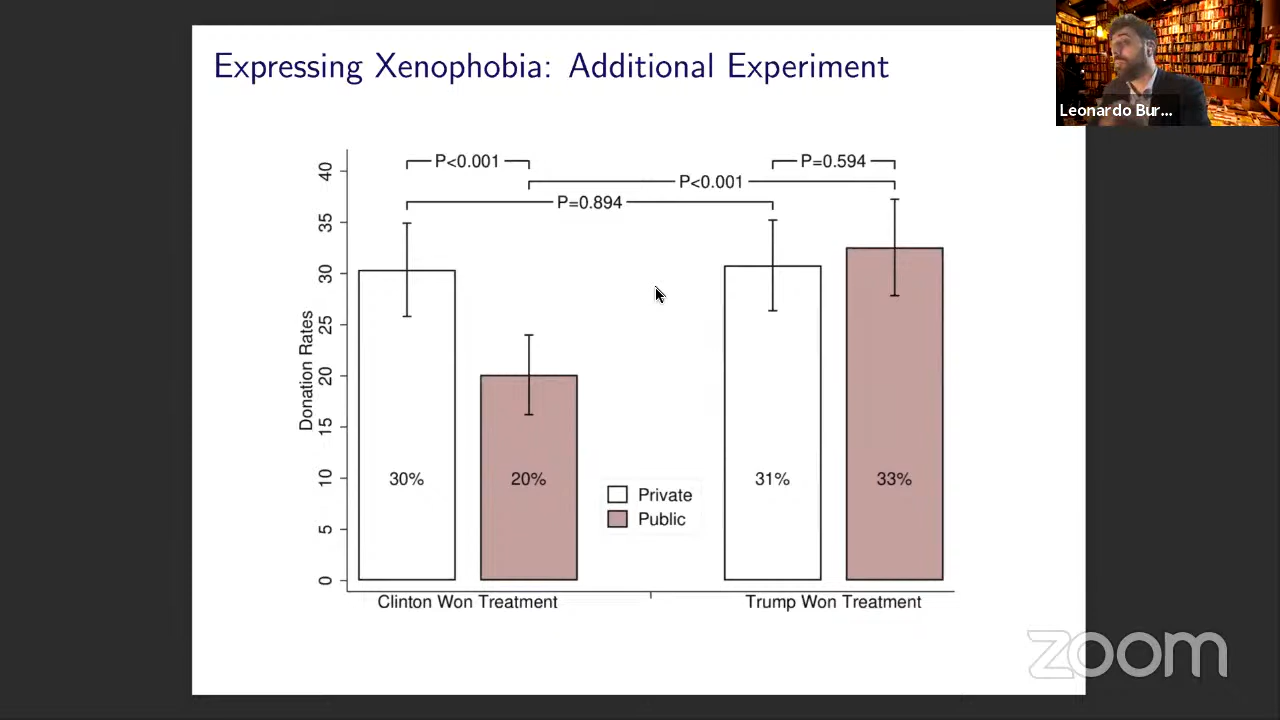 Expressing Xenophobia: Additional Experiment
Leonardo Bur...
P<0.001
P=0.594
P<0.001
P=0.894
Donation Rates
40
35
30
25
20
15
10
5
0
30%
20%
31%
33%
Private
Public
Clinton Won Treatment
Trump Won Treatment
zoom